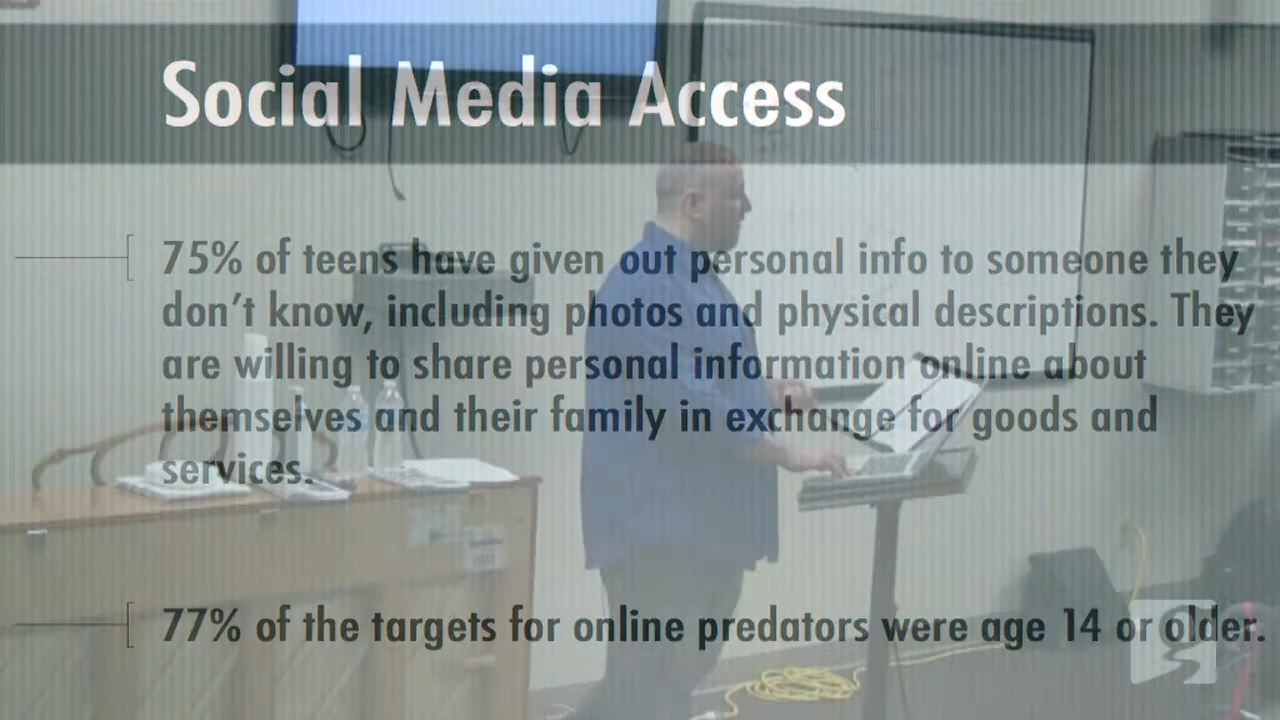 Social Media Access
75% of teens have given out personal info to someone they
don't know, including photos and physical descriptions. They
are willing to share personal information online about
themselves and their family in exchange for goods and
services.
77% of the targets for online predators were age 14 or older.